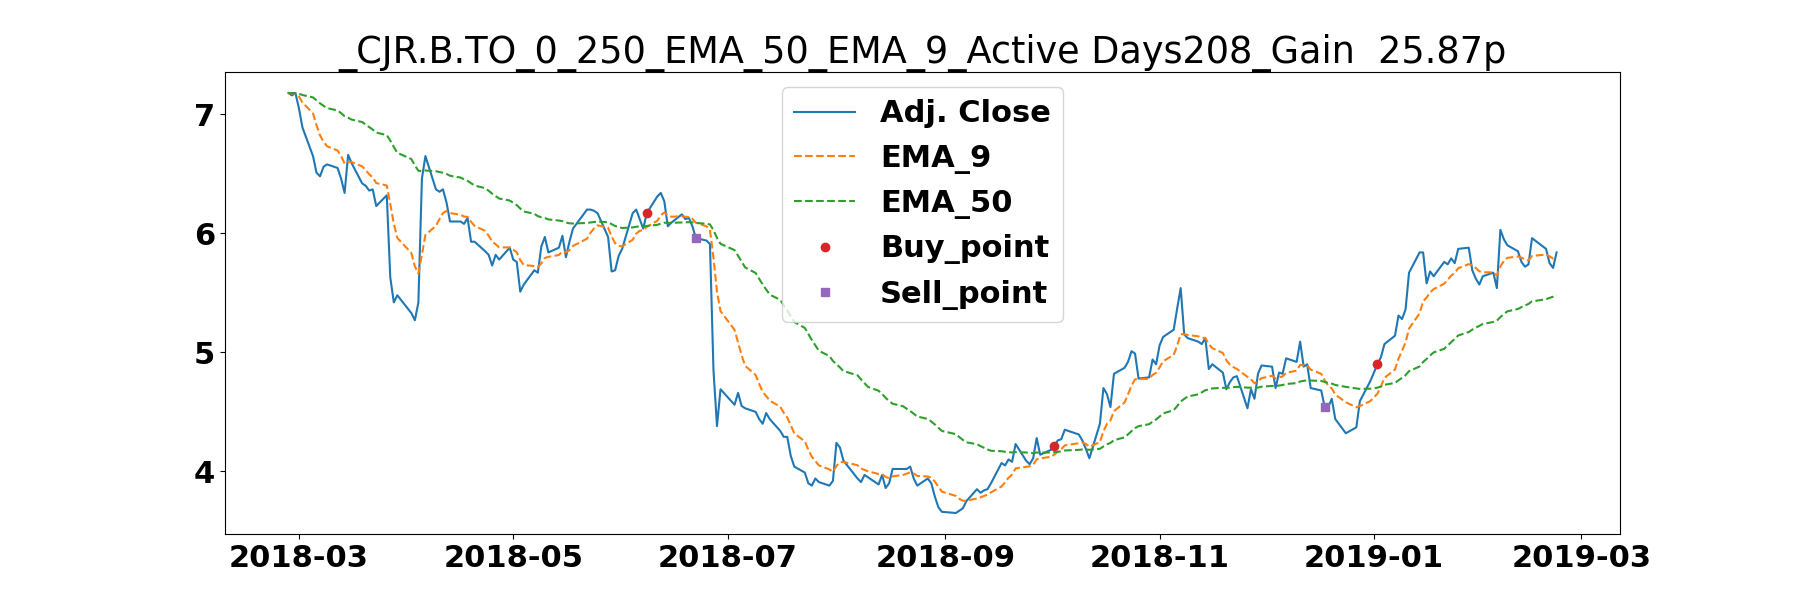 _CJR.B.TO_0_250_EMA_50_EMA_9_Active Days208_Gain  25.87p
Adj. Close
EMA_9
EMA_50
Buy_point
Sell_point
7
6
5
4
2018-03 2018-05 2018-07 2018-09 2018-11 2019-01 2019-03